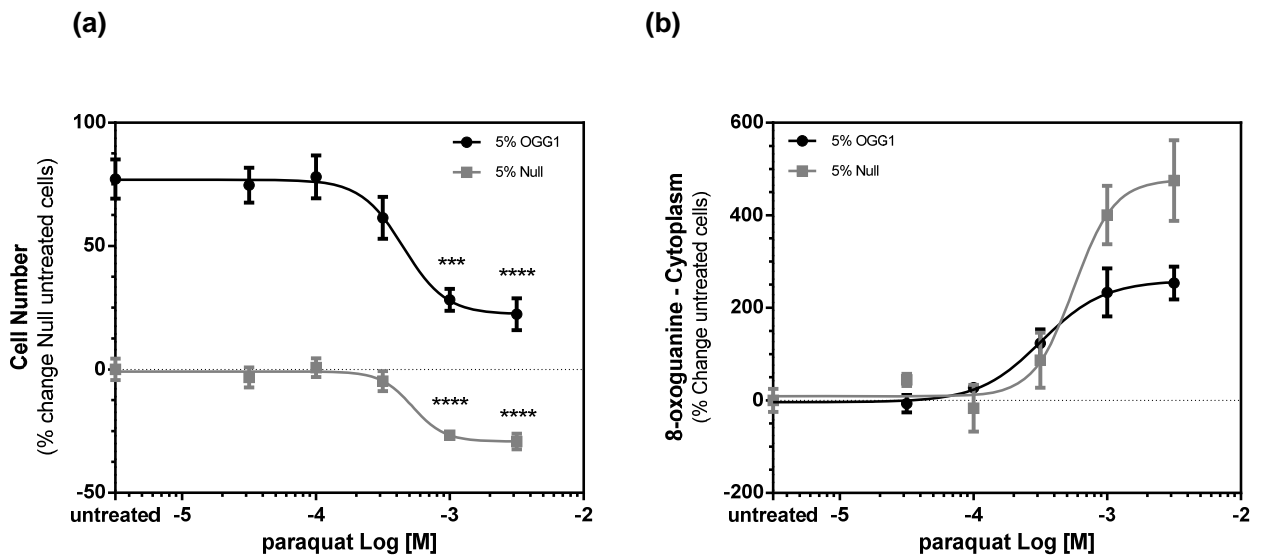 (a)
(b)
100
50
0
-50
Cell Number
(% change Null untreated cells)
5% OGG1
5% Null
***
****
****
****
untreated
-5
-4
-3
-2
paraquat Log [M]
600
400
200
0
-200
8-oxoguanine - Cytoplasm
(% Change untreated cells)
5% OGG1
5% Null
untreated
-5
-4
-3
-2
paraquat Log [M]